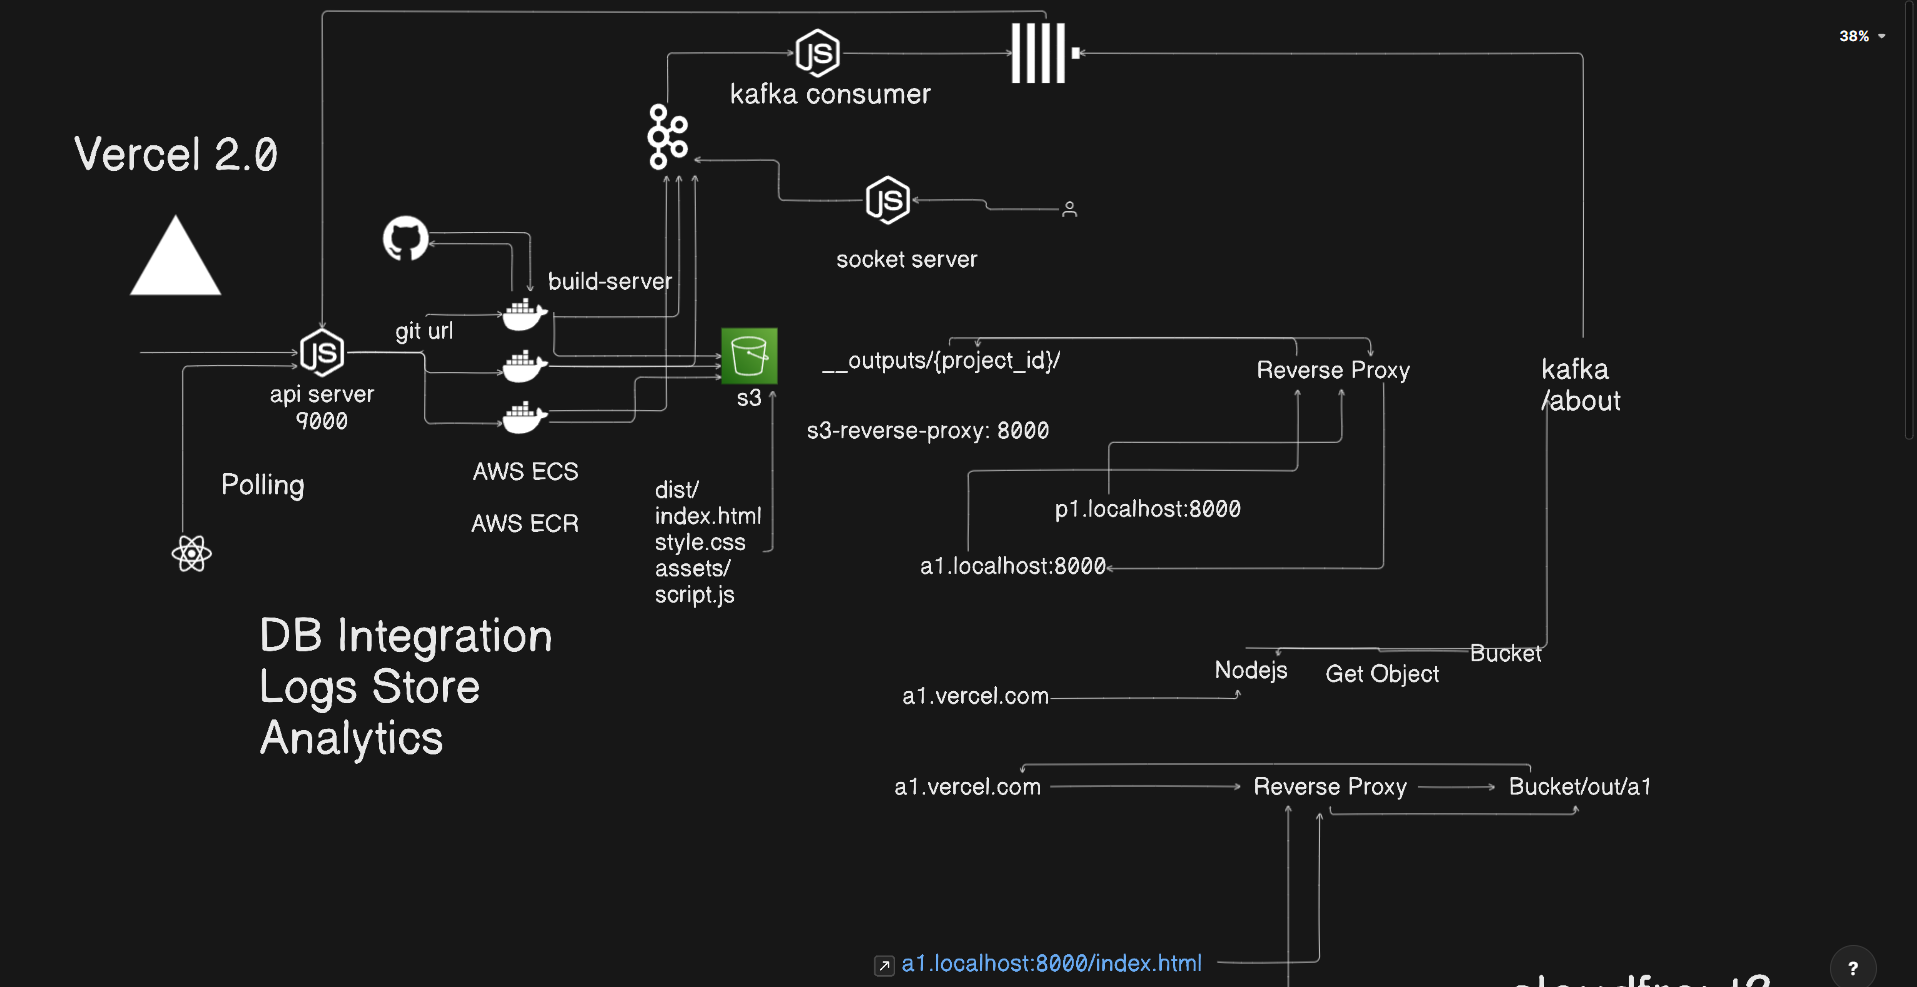 38%
kafka consumer
Vercel 2.0
socket server
build-server
git url
api server
9000
s3
__outputs/{project_id}/
Reverse Proxy
kafka
/about
s3-reverse-proxy: 8000
Polling
AWS ECS
AWS ECR
dist/
index.html
style.css
assets/
script.js
p1.localhost:8000
a1.localhost:8000
DB Integration
Logs Store
Analytics
Nodejs
Get Object
Bucket
a1.vercel.com
a1.vercel.com
Reverse Proxy
Bucket/out/a1
a1.localhost:8000/index.html
?
JS
JS
JS